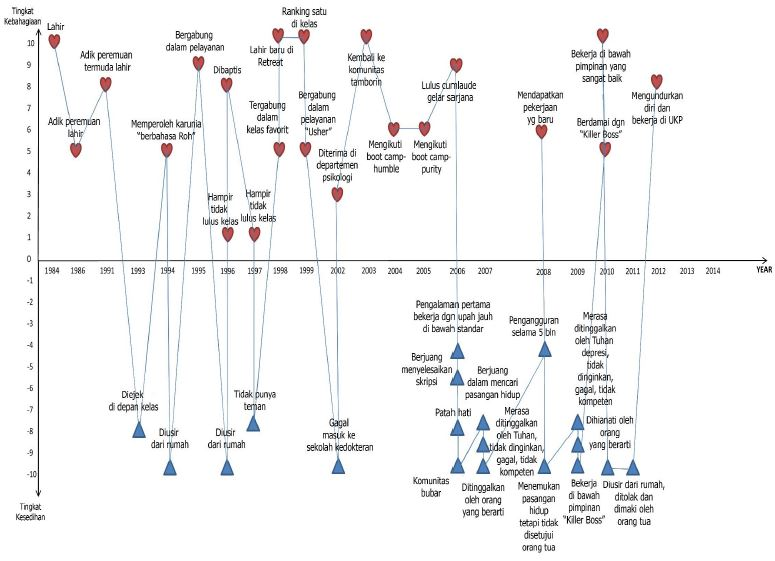 Tingkat
Kebahagiaan
Lahir
Adik peremuan
lahir
Adik peremuan
termuda lahir
Diejek
di depan kelas
Memperoleh karunia
"berbahasa Roh"
Diusir
dari rumah
Bergabung
dalam pelayanan
Dibaptis
Hampir
tidak
lulus kelas
Diusir
dari rumah
Hampir
tidak
lulus kelas
Tidak punya
teman
Lahir baru di
Retreat
Tergabung
dalam
kelas favorit
Ranking satu
di kelas
Bergabung
dalam
pelayanan
"Usher"
Diterima di
departemen
psikologi
Gagal
masuk ke
sekolah kedokteran
Kembali ke
komunitas
tamborin
Mengikuti
boot camp-
humble
Mengikuti
boot camp-
purity
Lulus cumlaude
gelar sarjana
Pengalaman pertama
bekerja dgn upah jauh
di bawah standar
Berjuang
menyelesaikan
skripsi
Patah hati
Komunitas
bubar
Berjuang
dalam mencari
pasangan hidup
Merasa
ditinggalkan
oleh Tuhan,
tidak dinginkan,
gagal, tidak
kompeten
Ditinggalkan
oleh orang
yang berarti
Mendapatkan
pekerjaan
yg baru
Pengangguran
selama 5 bln
Menemukan
pasangan
hidup
tetapi tidak
disetujui
orang tua
Bekerja di bawah
pimpinan yang
sangat baik
Berdamai dgn
"Killer Boss"
Merasa
ditinggalkan
oleh Tuhan
depresi,
tidak
dinginkan,
gagal, tidak
kompeten
Dihianati oleh
orang
yang berarti
Bekerja
di bawah
pimpinan
"Killer Boss"
Diusir dari rumah,
ditolak dan
dimaki oleh
orang tua
Mengundurkan
diri dan
bekerja di UKP
10
9
8
7
6
5
4
3
2
1
0
-1
-2
-3
-4
-5
-6
-7
-8
-9
-10
1984 1986 1991 1993 1994 1995 1996 1997 1998 1999 2002 2003 2004 2005 2006 2007 2008 2009 2010 2011 2012 2013 2014 YEAR
Tingkat
Kesedihan